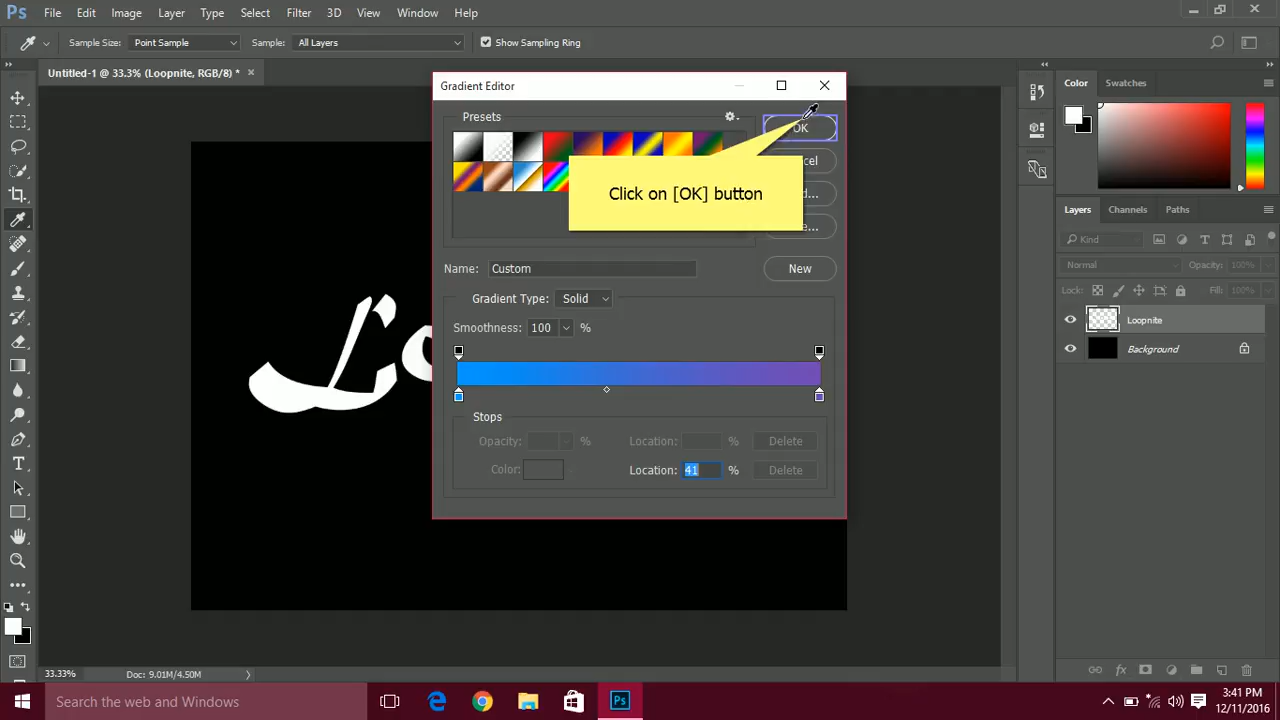 Ps File Edit Image Layer Type Select Filter 3D View Window Help
Sample Size: Point Sample Sample: All Layers Show Sampling Ring
Untitled-1 @ 33.3% (Loopnite, RGB/8) *
Gradient Editor
Presets
OK
Click on [OK] button
Name: Custom
New
Gradient Type: Solid
Smoothness: 100 %
Stops
Opacity: % Location: % Delete
Color: Location: 41 % Delete
Color Swatches
Layers Channels Paths
Kind
Normal Opacity: 100%
Lock: Fill: 100%
Loopnite
Background
33.33% Doc: 9.01M/4.50M
Search the web and Windows
Ps
3:41 PM
12/11/2016